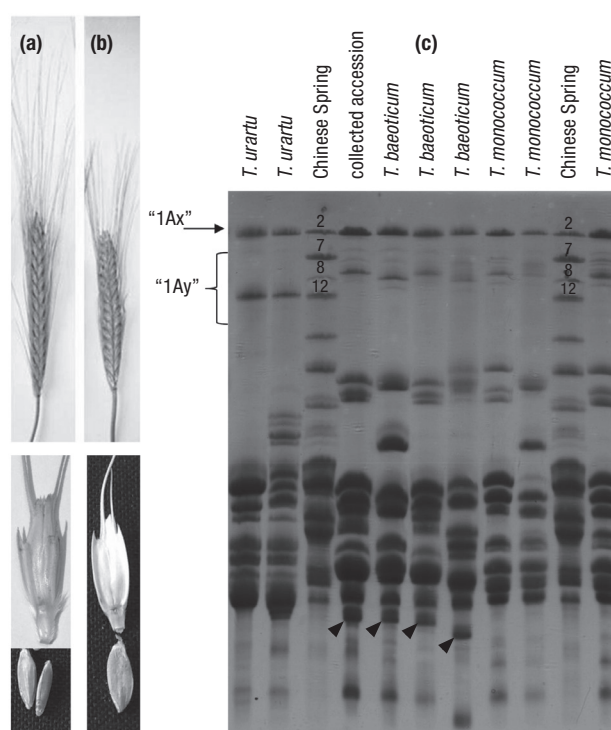 (a)
(b)
(c)
T. urartu
T. urartu
Chinese Spring
collected accession
T. baeoticum
T. baeoticum
T. baeoticum
T. monococcum
T. monococcum
Chinese Spring
T. monococcum
"1Ax"
2
2
7
7
"1Ay"
8
8
12
12